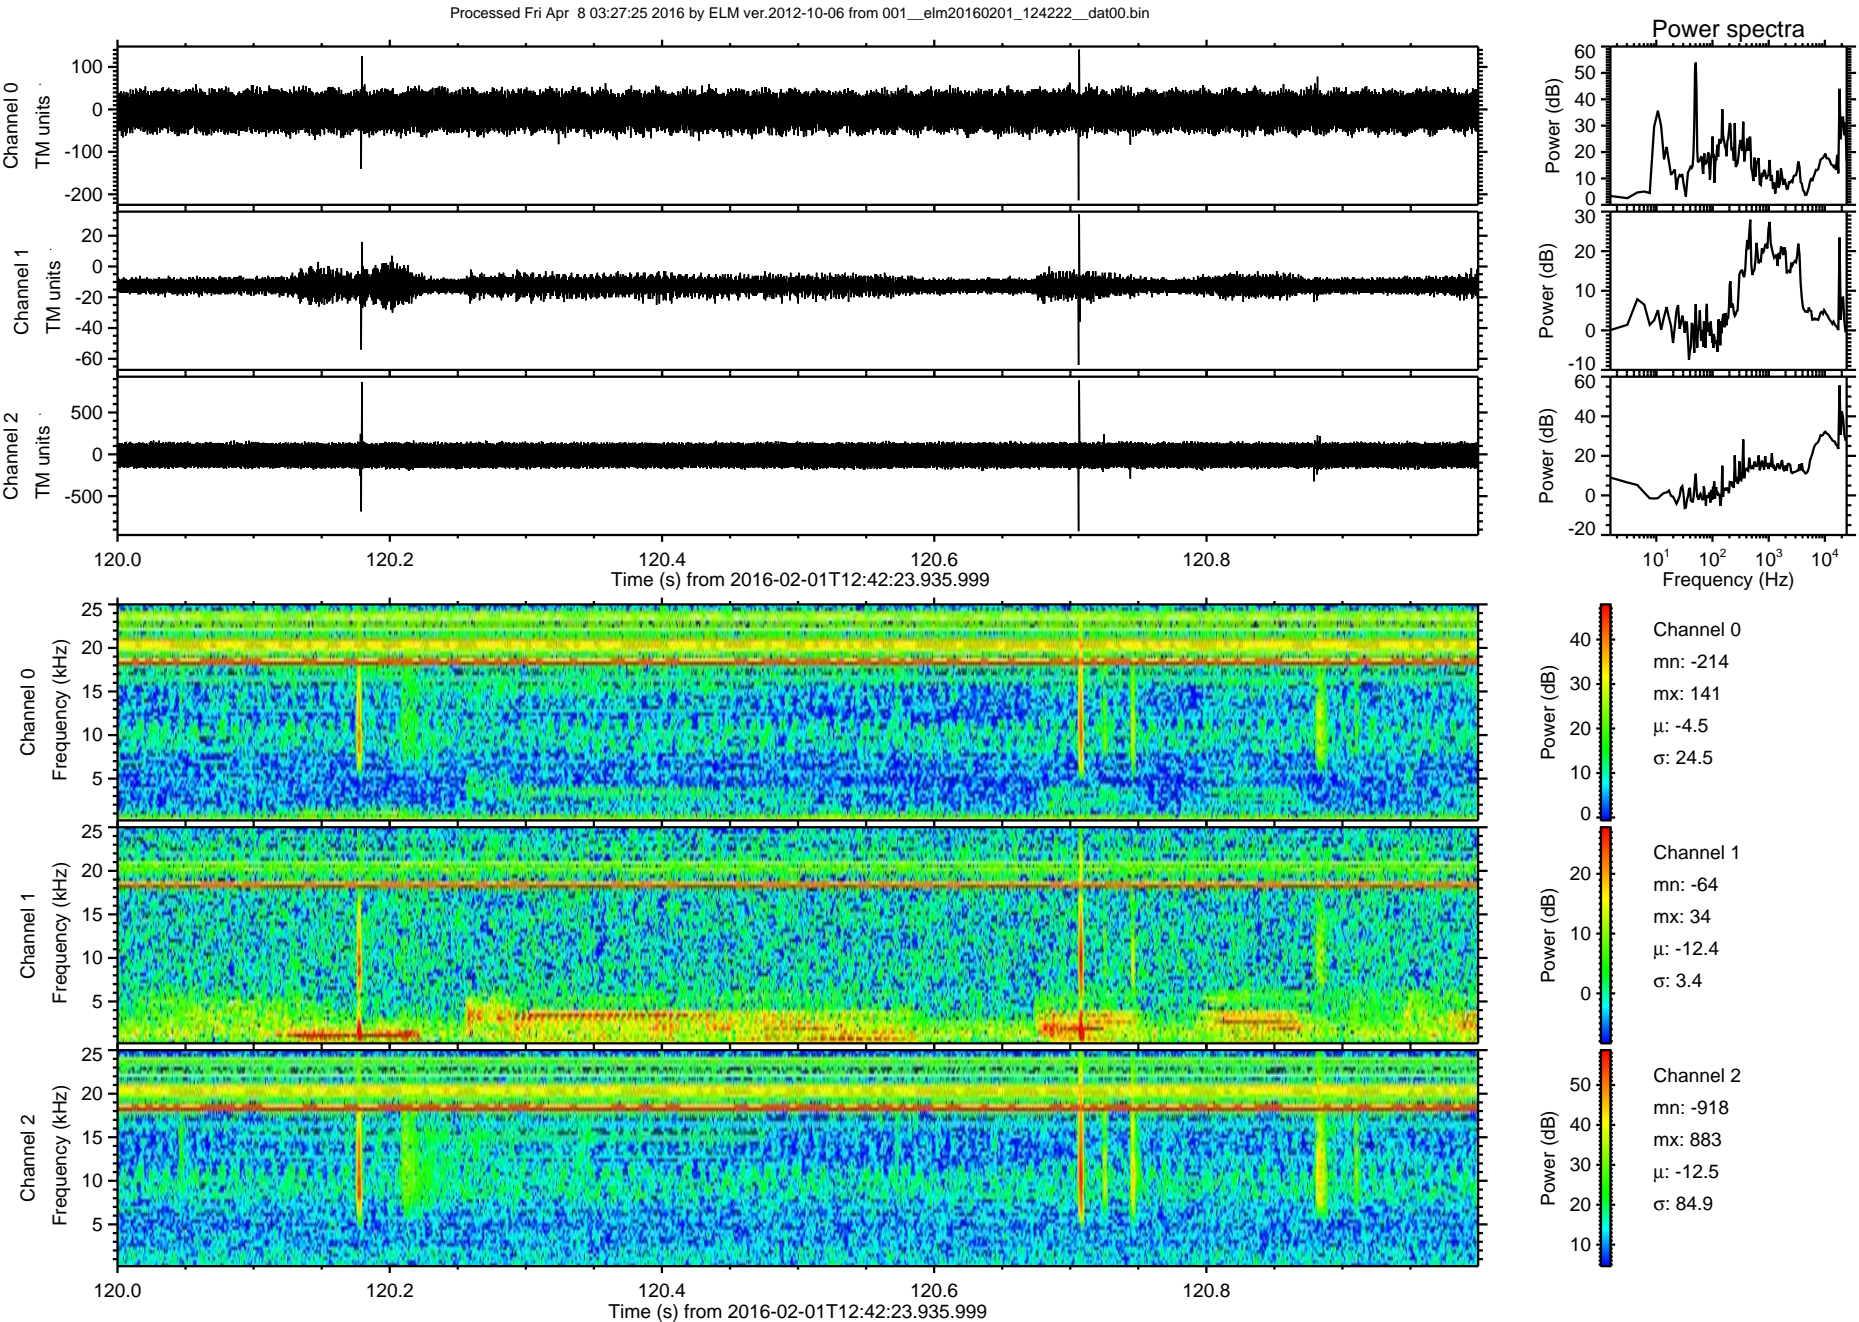 Processed Fri Apr  8 03:27:25 2016 by ELM ver.2012-10-06 from 001__elm20160201_124222__dat00.bin
Power spectra
Channel 0
TM units
100
0
-100
-200
Power (dB)
60
50
40
30
20
10
0
Channel 1
TM units
20
0
-20
-40
-60
Power (dB)
30
20
10
0
-10
Channel 2
TM units
500
0
-500
Power (dB)
60
40
20
0
-20
120.0 120.2 120.4 120.6 120.8
Time (s) from 2016-02-01T12:42:23.935.999
10^1 10^2 10^3 10^4
Frequency (Hz)
Channel 0
Frequency (kHz)
25
20
15
10
5
Power (dB)
40
30
20
10
0
Channel 0
mn: -214
mx: 141
μ: -4.5
σ: 24.5
Channel 1
Frequency (kHz)
25
20
15
10
5
Power (dB)
20
10
0
Channel 1
mn: -64
mx: 34
μ: -12.4
σ: 3.4
Channel 2
Frequency (kHz)
25
20
15
10
5
Power (dB)
50
40
30
20
10
Channel 2
mn: -918
mx: 883
μ: -12.5
σ: 84.9
120.0 120.2 120.4 120.6 120.8
Time (s) from 2016-02-01T12:42:23.935.999